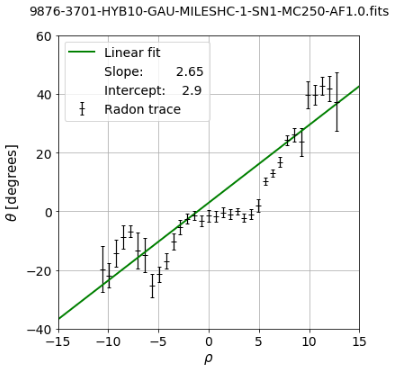 9876-3701-HYB10-GAU-MILESHC-1-SN1-MC250-AF1.0.fits
Linear fit
Slope: 2.65
Intercept: 2.9
Radon trace
60
40
20
0
−20
−40
θ [degrees]
−15 −10 −5 0 5 10 15
ρ